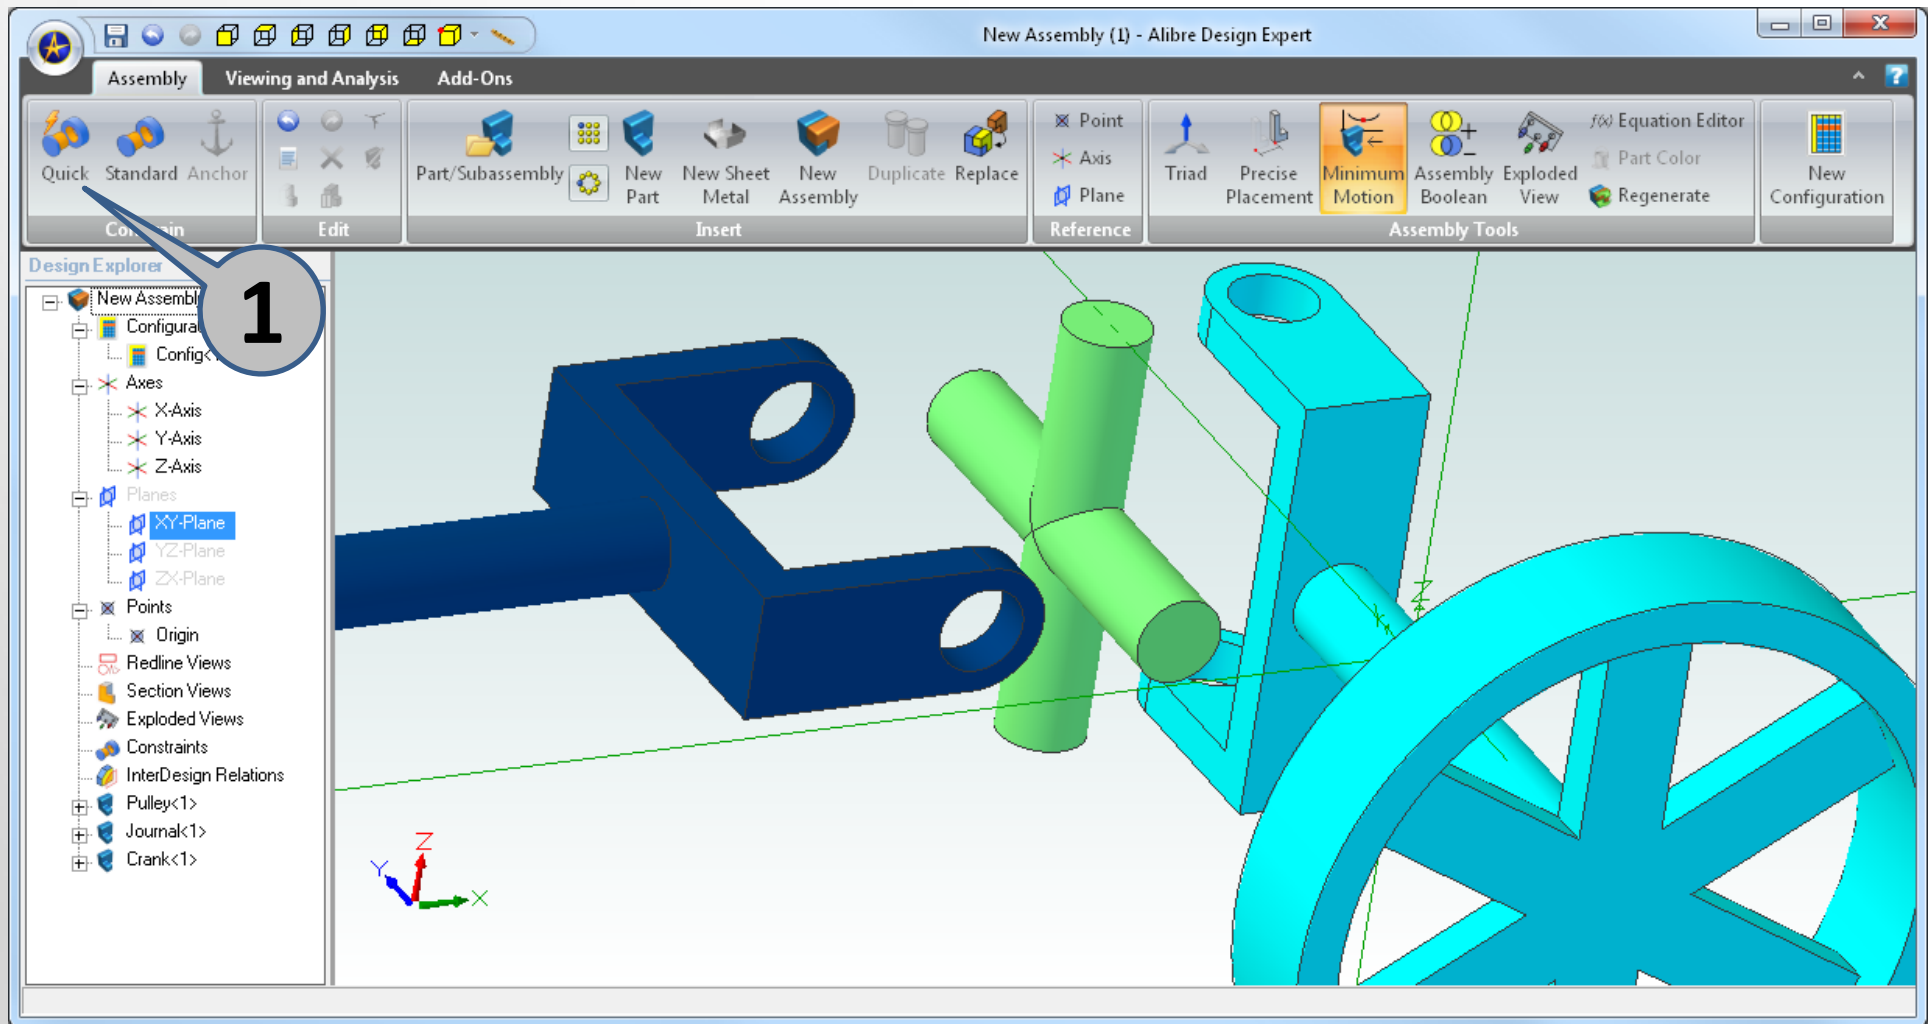 New Assembly (1) - Alibre Design Expert
Assembly Viewing and Analysis Add-Ons
?
Quick Standard Anchor
Constrain
Edit
Part/Subassembly
New Part
New Sheet Metal
New Assembly
Duplicate Replace
Insert
Point
Axis
Plane
Reference
Triad
Precise Placement
Minimum Motion
Assembly Boolean
Exploded View
f(x) Equation Editor
Part Color
Regenerate
Assembly Tools
New Configuration
1
Design Explorer
New Assembl
Configura
Config<
Axes
X-Axis
Y-Axis
Z-Axis
Planes
XY-Plane
YZ-Plane
ZX-Plane
Points
Origin
Redline Views
Section Views
Exploded Views
Constraints
InterDesign Relations
Pulley<1>
Journal<1>
Crank<1>
Z
Y
X